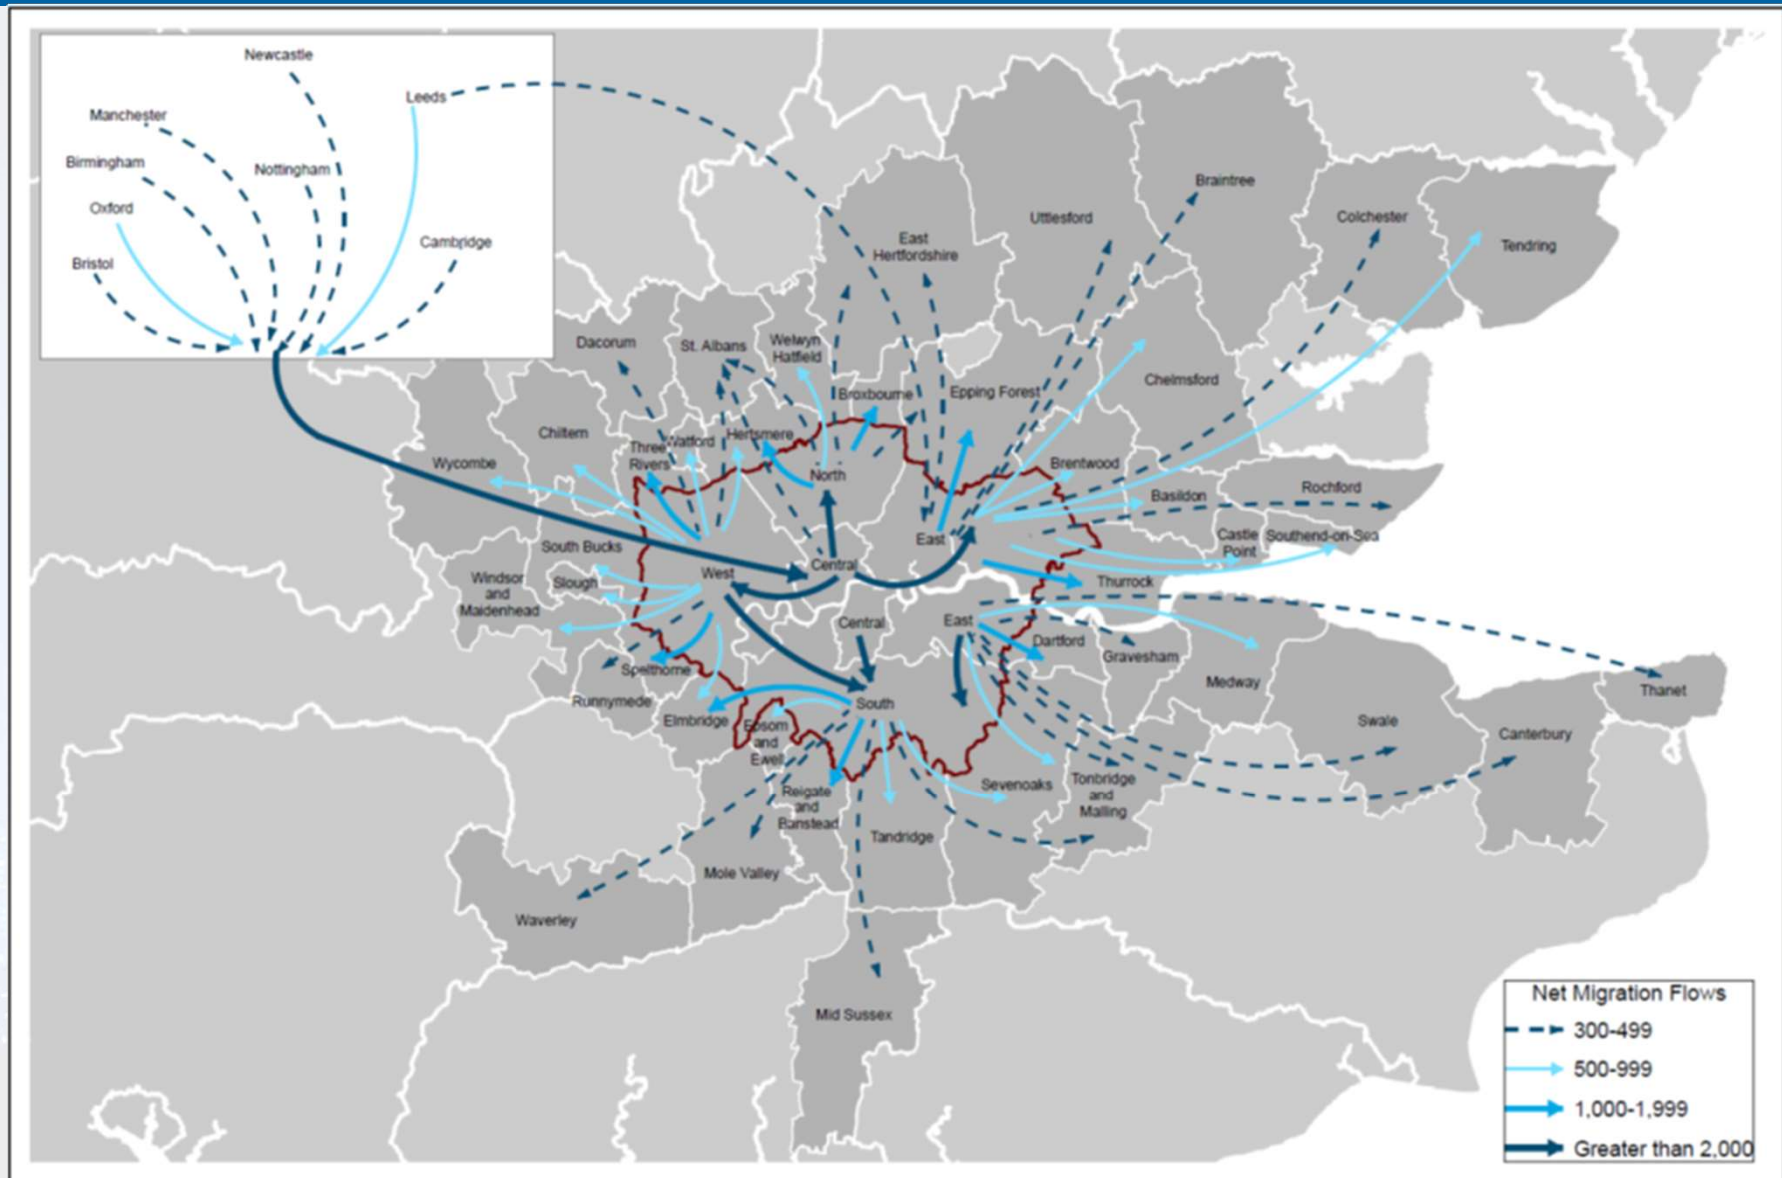 Newcastle
Leeds
Manchester
Birmingham
Nottingham
Oxford
Cambridge
Bristol
Braintree
Uttlesford
Colchester
Tendring
East
Hertfordshire
Dacorum
St. Albans
Welwyn
Hatfield
Broxbourne
Epping Forest
Chelmsford
Chiltern
Three
Rivers
Watford
Hertsmere
Wycombe
North
Brentwood
Basildon
Rochford
South Bucks
East
Castle
Point
Southend-on-Sea
West
Central
Windsor
and
Maidenhead
Slough
Thurrock
Central
East
Dartford
Gravesham
Spelthorne
Medway
Thanet
Runnymede
South
Elmbridge
Epsom
and
Ewell
Swale
Canterbury
Reigate
and
Banstead
Sevenoaks
Tonbridge
and
Malling
Tandridge
Mole Valley
Waverley
Mid Sussex
Net Migration Flows
300-499
500-999
1,000-1,999
Greater than 2,000